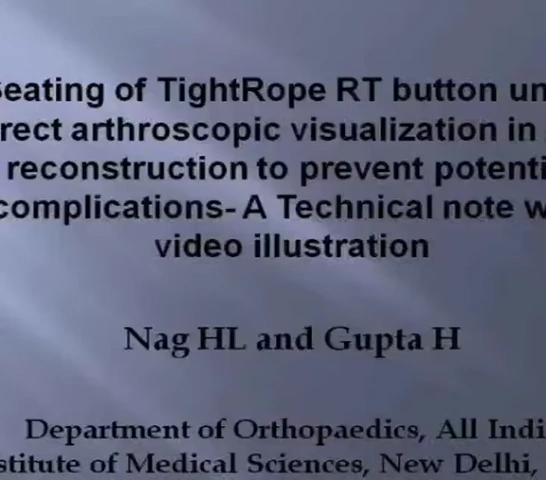 eating of TightRope RT button un
rect arthroscopic visualization in
reconstruction to prevent potenti
complications- A Technical note w
video illustration
Nag HL and Gupta H
Department of Orthopaedics, All Indi
stitute of Medical Sciences, New Delhi,